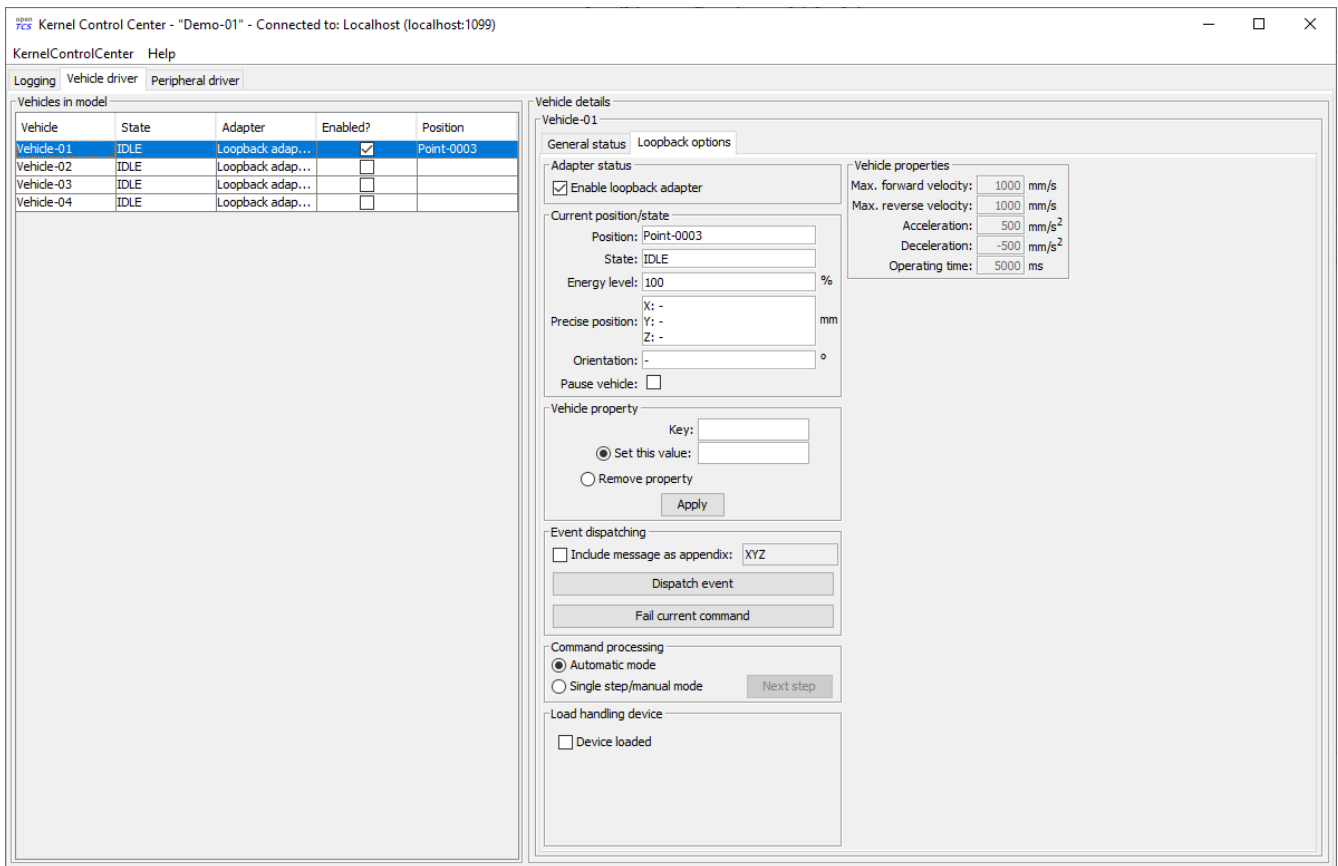 open TCS Kernel Control Center - "Demo-01" - Connected to: Localhost (localhost:1099)
KernelControlCenter Help
Logging Vehicle driver Peripheral driver
Vehicles in model
Vehicle State Adapter Enabled? Position
Vehicle-01 IDLE Loopback adap... Point-0003
Vehicle-02 IDLE Loopback adap...
Vehicle-03 IDLE Loopback adap...
Vehicle-04 IDLE Loopback adap...
Vehicle details
Vehicle-01
General status Loopback options
Adapter status
Enable loopback adapter
Current position/state
Position: Point-0003
State: IDLE
Energy level: 100 %
Precise position: X: -
Y: -
Z: -
mm
Orientation: - °
Pause vehicle:
Vehicle property
Key:
Set this value:
Remove property
Apply
Event dispatching
Include message as appendix: XYZ
Dispatch event
Fail current command
Command processing
Automatic mode
Single step/manual mode Next step
Load handling device
Device loaded
Vehicle properties
Max. forward velocity: 1000 mm/s
Max. reverse velocity: 1000 mm/s
Acceleration: 500 mm/s²
Deceleration: -500 mm/s²
Operating time: 5000 ms